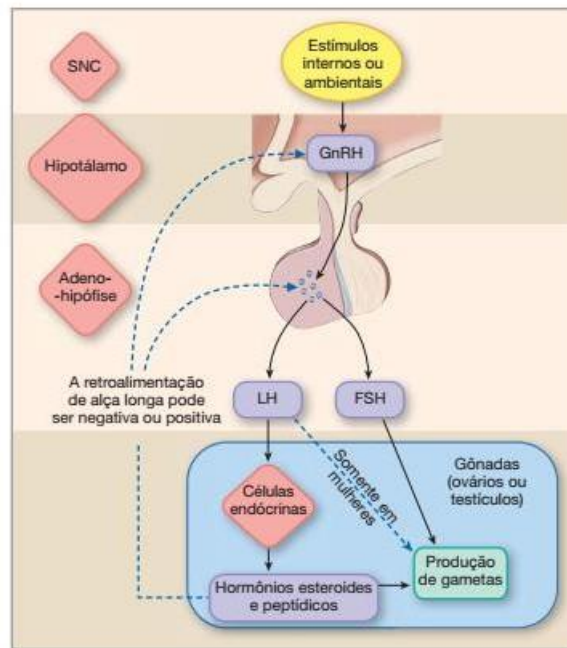 SNC
Estímulos
internos ou
ambientais
Hipotálamo
GnRH
Adeno-
-hipófise
A retroalimentação
de alça longa pode
ser negativa ou positiva
LH
FSH
Somente em
mulheres
Gônadas
(ovários ou
testículos)
Células
endócrinas
Hormônios esteroides
e peptídicos
Produção
de gametas